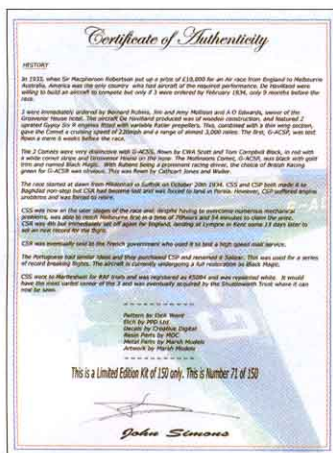 Certificate of Authenticity
HISTORY
In 1933, when Sir Macpherson Robertson put up a prize of £10,000 for an Air race from England to Melbourne
Australia, America was the only country who had aircraft of the required performance. De Havilland were
willing to build an aircraft to compete but only if 3 were ordered by February 1934, only 9 months before the
race.
3 were immediately ordered by Bernard Rubins, Jim and Amy Mollison and A O Edwards, owner of the
Grosvenor House hotel. The aircraft De Havilland produced was of wooden construction, and featured 2
uprated Gypsy Six R engines fitted with variable Ratier propellers. This, combined with a thin wing section,
gave the Comet a cruising speed of 220mph and a range of almost 3,000 miles. The first, G-ACSP, was test
flown a mere 6 weeks before the race.
The 3 Comets were very distinctive with G-ACSS, flown by CWA Scott and Tom Campbell Black, in red with
a white comet stripe and Grosvenor House on the nose. The Mollisons Comet, G-ACSP, was black with gold
trim and named Black Magic. With Rubens being a prominent racing driver, the choice of British Racing
green for G-ACSR was obvious. This was flown by Cathcart Jones and Waller.
The race started at dawn from Mildenhall in Suffolk on October 20th 1934. CSS and CSP both made it to
Baghdad non stop but CSR had become lost and was forced to land in Persia. However, CSP suffered engine
problems and was forced to retire.
CSS was now on the later stages of the race and, despite having to overcome numerous mechanical
problems, was able to reach Melbourne first in a time of 70hours and 54 minutes to claim the prize.
CSR was 4th but immediately set off again for England, landing at Lympne in Kent some 13 days later to
set an new record for the flight.
CSR was eventually sold to the French government who used it to test a high speed mail service.
The Portuguese had similar ideas and they purchased CSP and renamed it Salazar. This was used for a series
of record breaking flights. The aircraft is currently undergoing a full restoration as Black Magic.
CSS went to Martlesham for RAF trials and was registered as K5084 and was repainted white. It would
have the most varied career of the 3 and was eventually acquired by the Shuttleworth Trust where it can
now be seen.
Pattern by Dick Ward
Etch by PPD Ltd
Decals by Creative Digital
Resin Parts by MDC
Metal Parts by Marsh Models
Artwork by Marsh Models
This is a Limited Edition Kit of 150 only. This is Number 71 of 150
John Simons